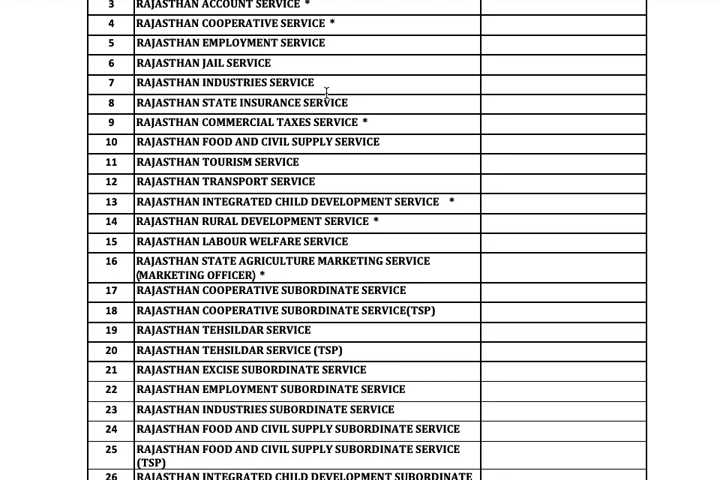 3 RAJASTHAN ACCOUNT SERVICE *
4 RAJASTHAN COOPERATIVE SERVICE *
5 RAJASTHAN EMPLOYMENT SERVICE
6 RAJASTHAN JAIL SERVICE
7 RAJASTHAN INDUSTRIES SERVICE
8 RAJASTHAN STATE INSURANCE SERVICE
9 RAJASTHAN COMMERCIAL TAXES SERVICE *
10 RAJASTHAN FOOD AND CIVIL SUPPLY SERVICE
11 RAJASTHAN TOURISM SERVICE
12 RAJASTHAN TRANSPORT SERVICE
13 RAJASTHAN INTEGRATED CHILD DEVELOPMENT SERVICE *
14 RAJASTHAN RURAL DEVELOPMENT SERVICE *
15 RAJASTHAN LABOUR WELFARE SERVICE
16 RAJASTHAN STATE AGRICULTURE MARKETING SERVICE
(MARKETING OFFICER) *
17 RAJASTHAN COOPERATIVE SUBORDINATE SERVICE
18 RAJASTHAN COOPERATIVE SUBORDINATE SERVICE(TSP)
19 RAJASTHAN TEHSILDAR SERVICE
20 RAJASTHAN TEHSILDAR SERVICE (TSP)
21 RAJASTHAN EXCISE SUBORDINATE SERVICE
22 RAJASTHAN EMPLOYMENT SUBORDINATE SERVICE
23 RAJASTHAN INDUSTRIES SUBORDINATE SERVICE
24 RAJASTHAN FOOD AND CIVIL SUPPLY SUBORDINATE SERVICE
25 RAJASTHAN FOOD AND CIVIL SUPPLY SUBORDINATE SERVICE
(TSP)
26 RAJASTHAN INTEGRATED CHILD DEVELOPMENT SUBORDINATE